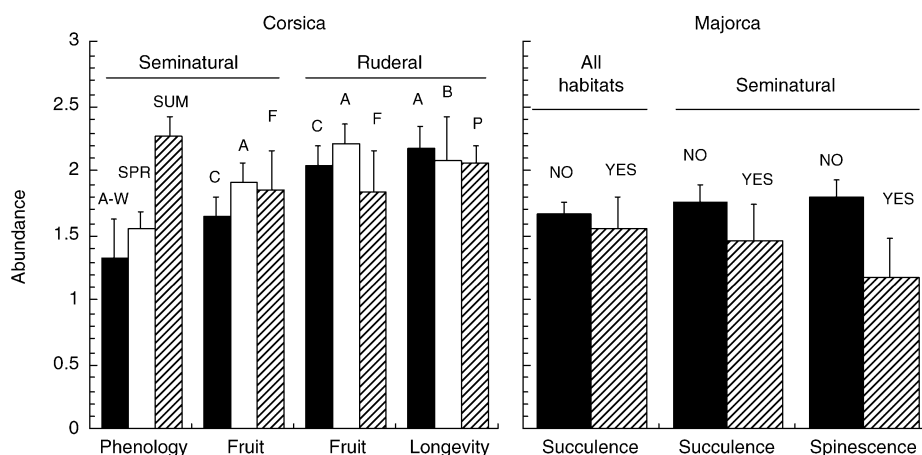 Corsica
Majorca
3
2.5
2
1.5
1
0.5
0
Abundance
Seminatural
Ruderal
A-W
SPR
SUM
C
A
F
C
A
F
A
B
P
Phenology
Fruit
Fruit
Longevity
All
habitats
Seminatural
NO
YES
NO
YES
NO
YES
Succulence
Succulence
Spinescence